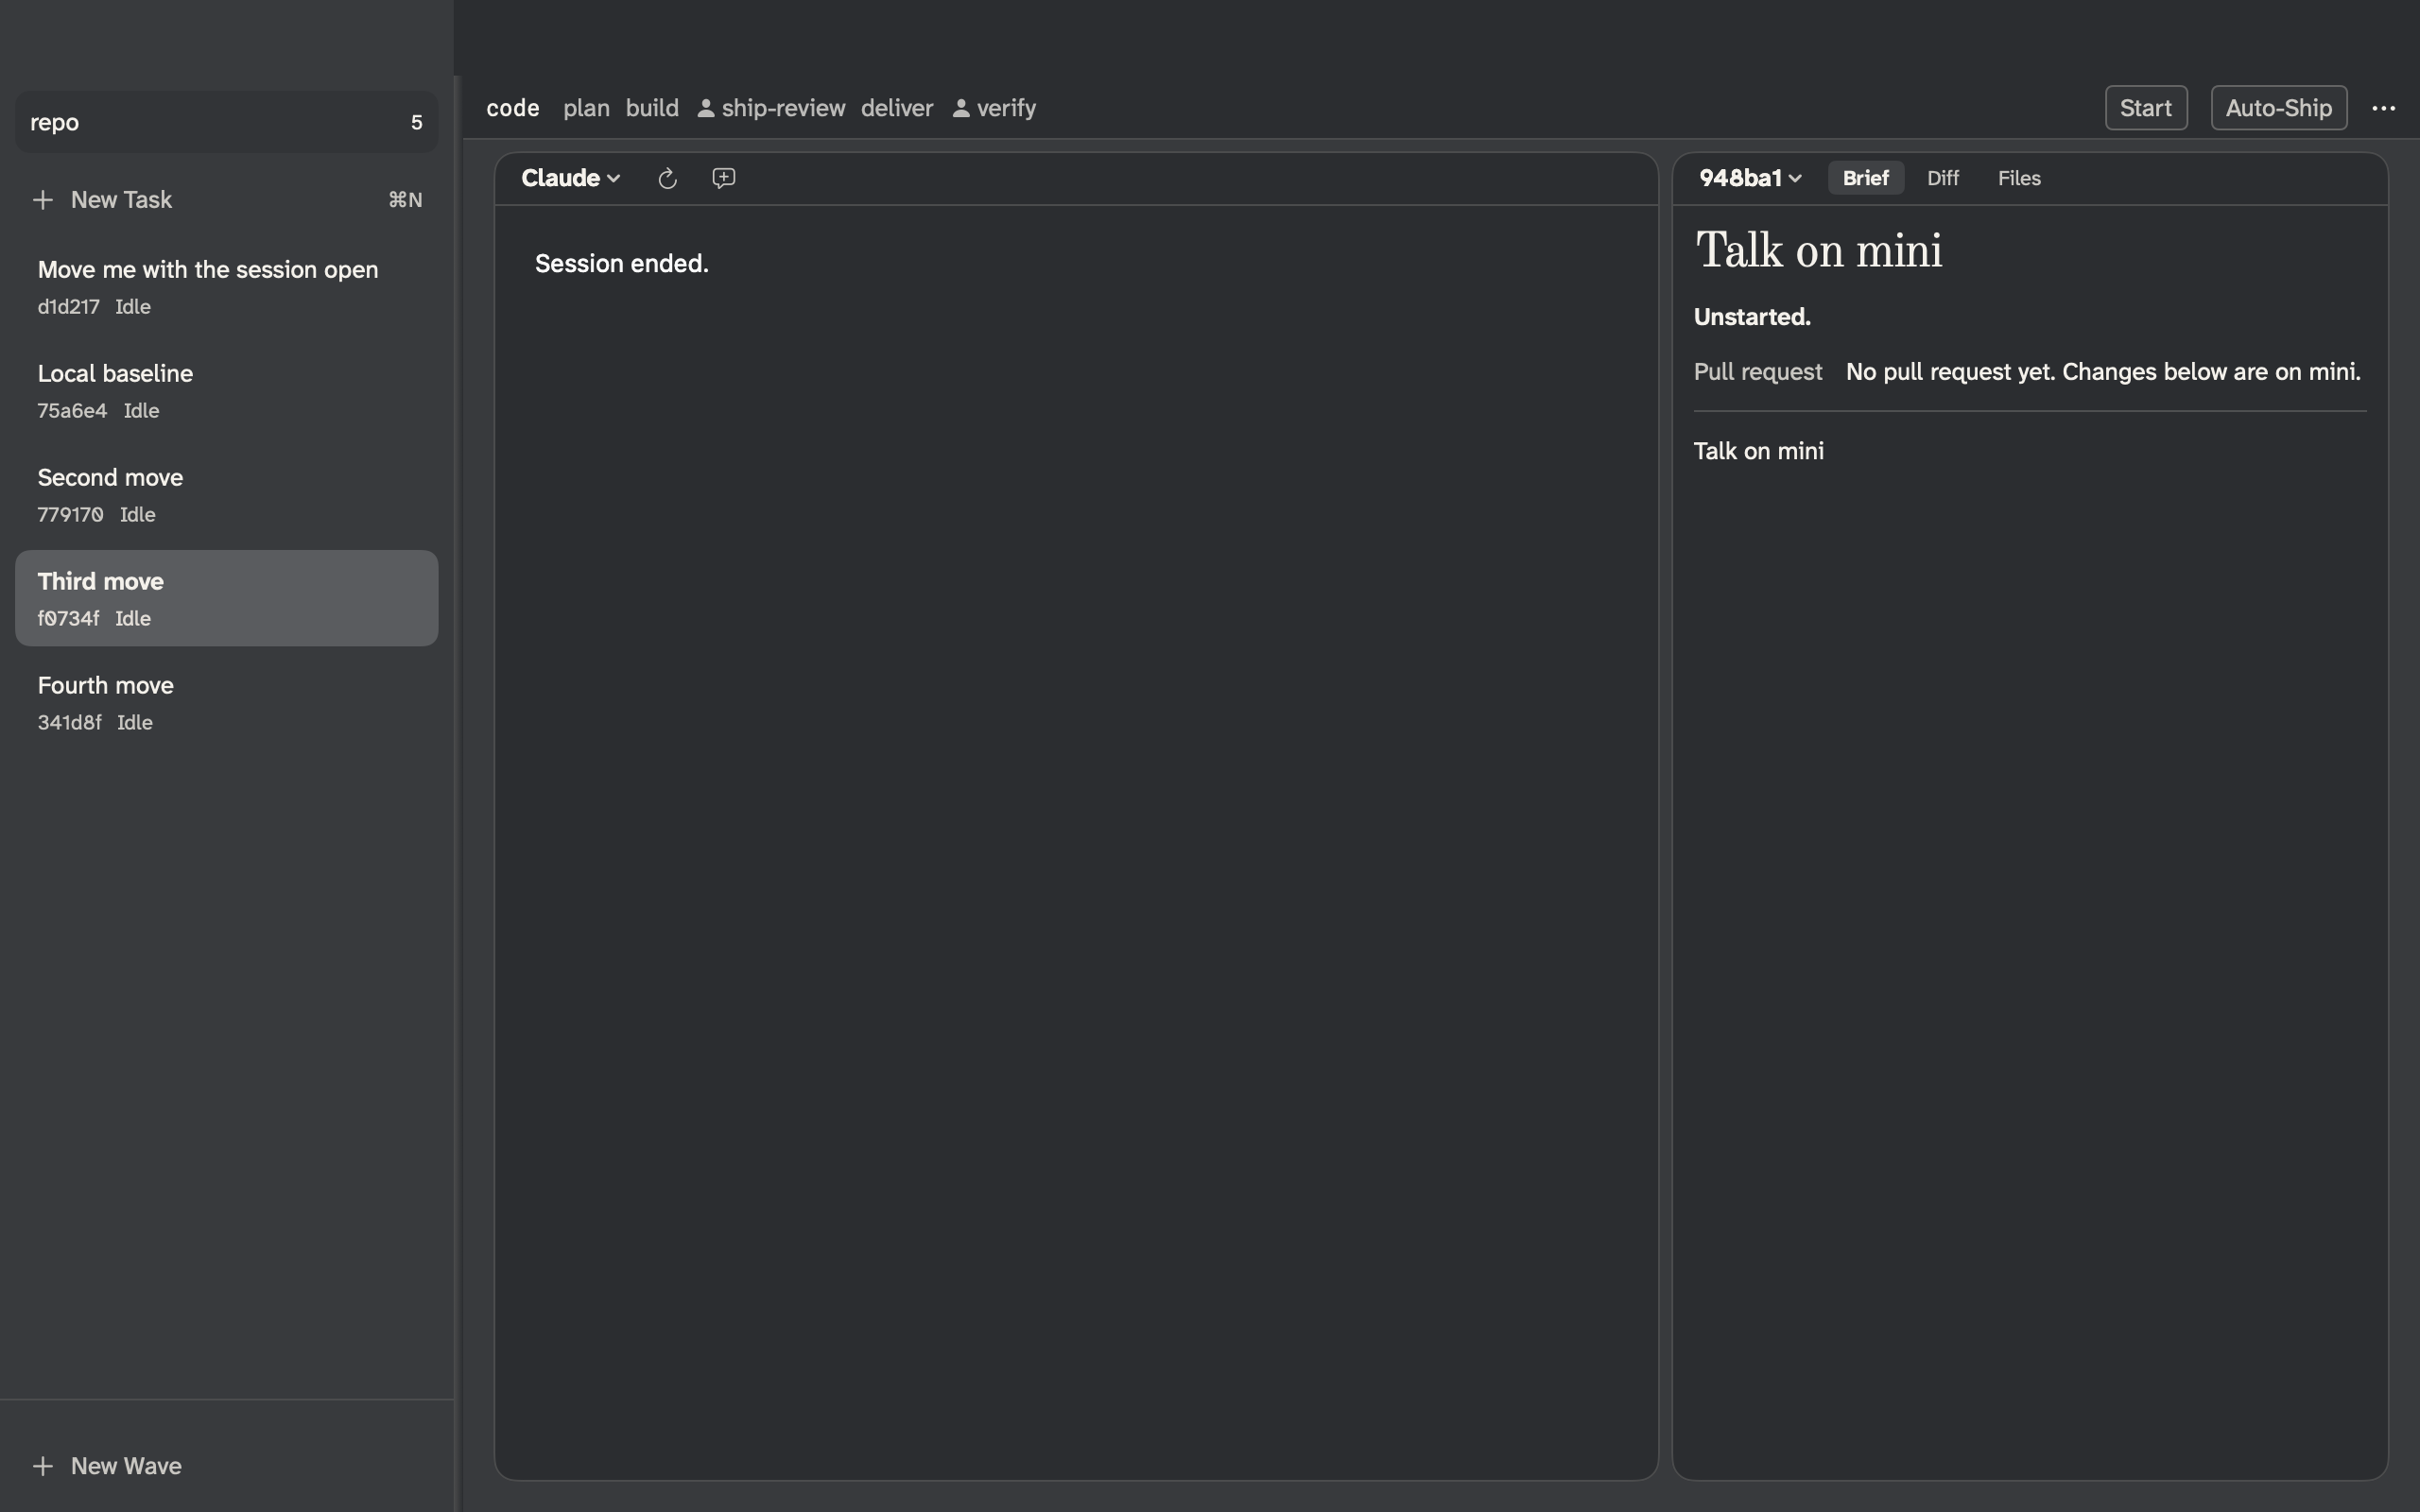 repo 5
New Task ⌘N
Move me with the session open
d1d217 Idle
Local baseline
75a6e4 Idle
Second move
779170 Idle
Third move
f0734f Idle
Fourth move
341d8f Idle
New Wave
code plan build ship-review deliver verify
Start Auto-Ship
Claude
Session ended.
948ba1 Brief Diff Files
Talk on mini
Unstarted.
Pull request No pull request yet. Changes below are on mini.
Talk on mini